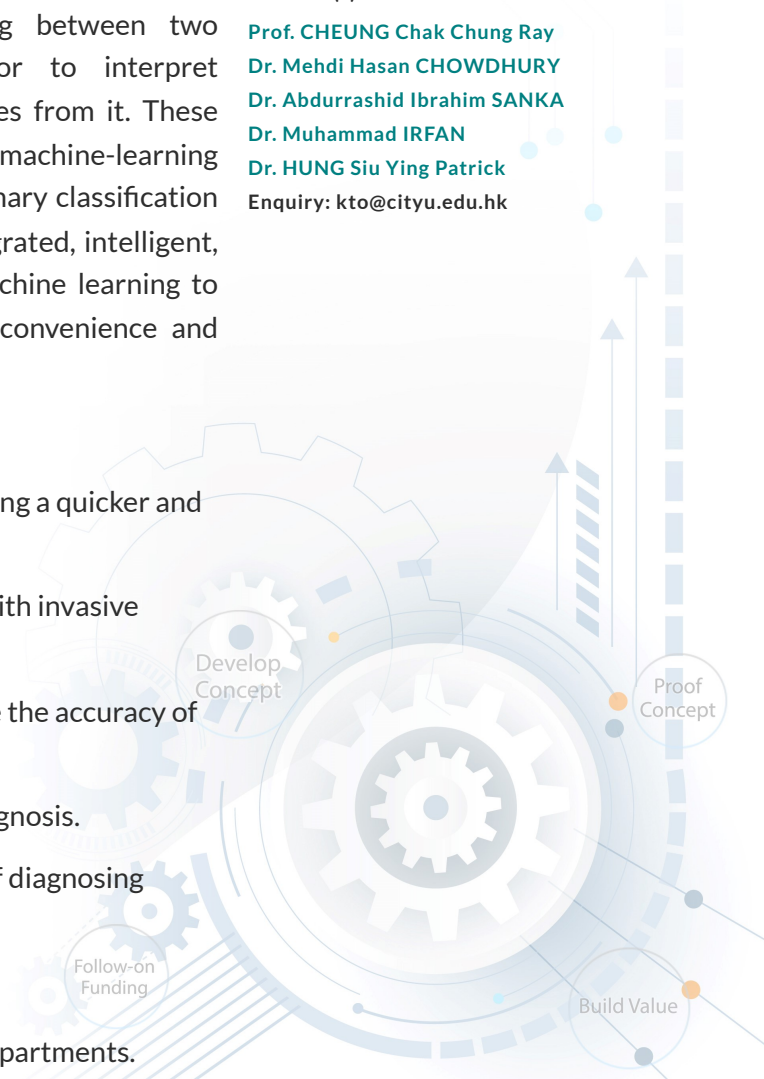 g between two
or to interpret
es from it. These
machine-learning
nary classification
grated, intelligent,
chine learning to
convenience and
Prof. CHEUNG Chak Chung Ray
Dr. Mehdi Hasan CHOWDHURY
Dr. Abdurrashid Ibrahim SANKA
Dr. Muhammad IRFAN
Dr. HUNG Siu Ying Patrick
Enquiry: kto@cityu.edu.hk
ng a quicker and
ith invasive
e the accuracy of
gnosis.
f diagnosing
partments.
Develop
Concept
Proof
Concept
Follow-on
Funding
Build Value